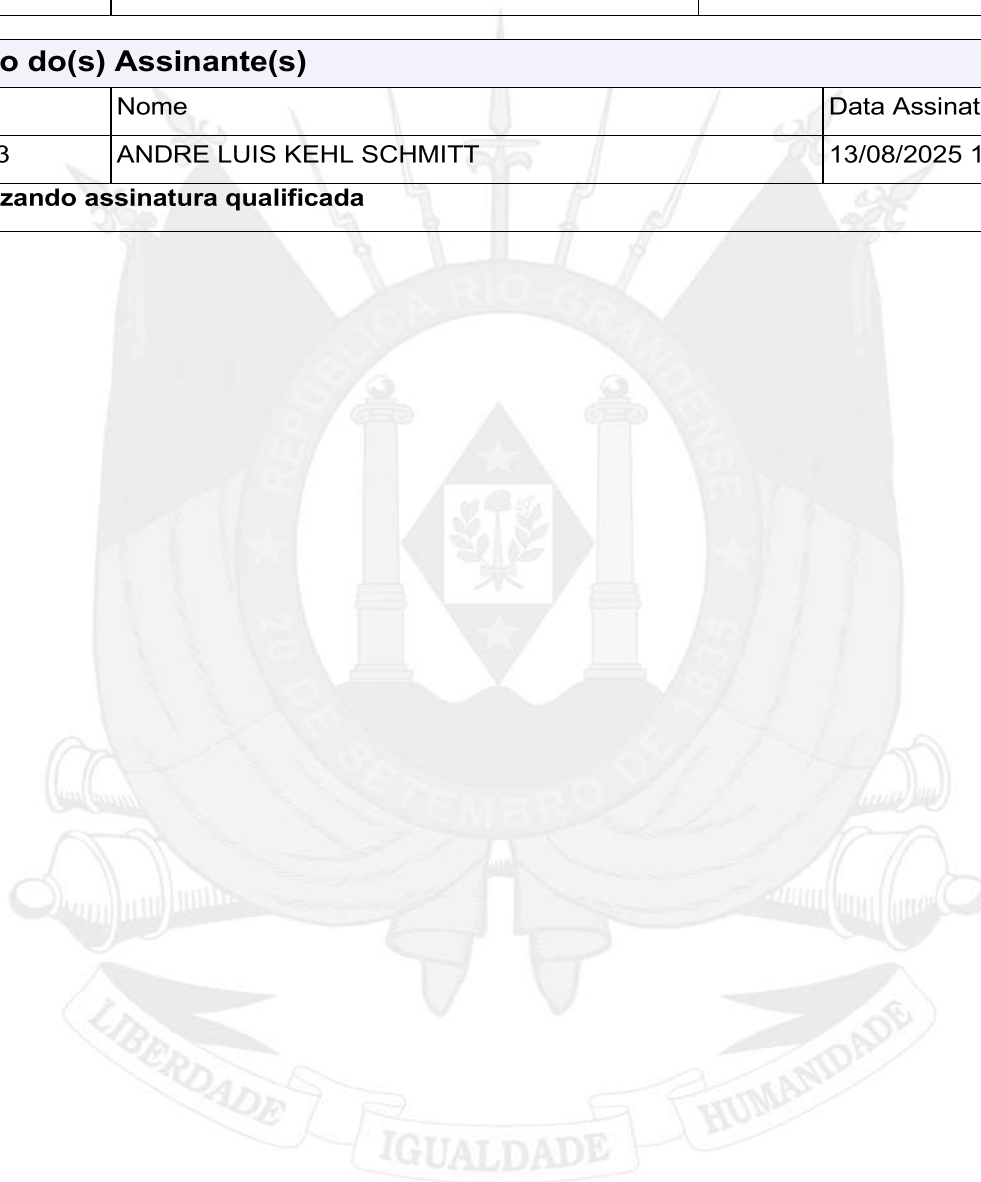 o do(s) Assinante(s)
Nome Data Assinat
3 ANDRE LUIS KEHL SCHMITT 13/08/2025 1
zando assinatura qualificada
REPÚBLICA RIO-GRANDENSE
20 DE SETEMBRO DE 1835
LIBERDADE
IGUALDADE
HUMANIDADE